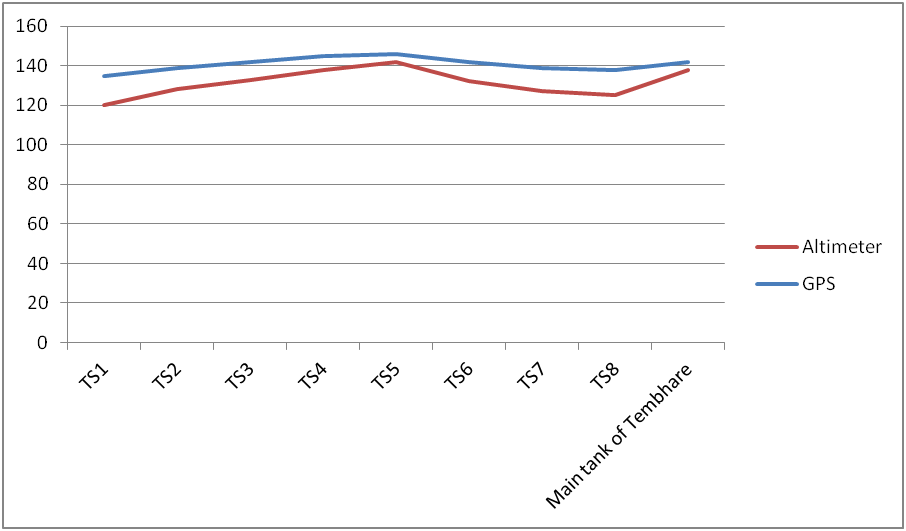 160
140
120
100
80
60
40
20
0
TS1
TS2
TS3
TS4
TS5
TS6
TS7
TS8
Main tank of Tembhare
Altimeter
GPS